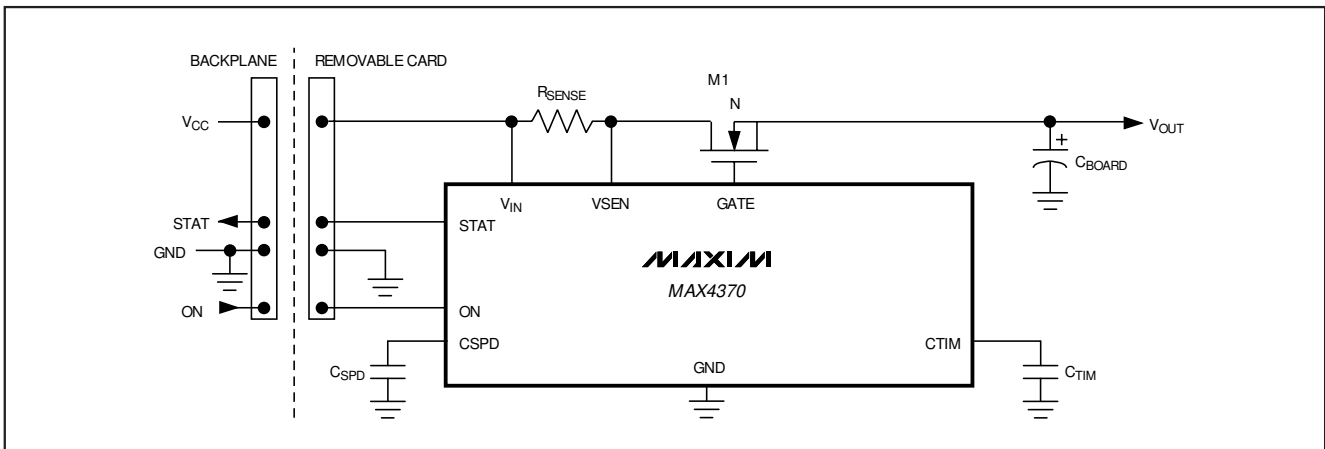 BACKPLANE
REMOVABLE CARD
M1
RSENSE
N
VCC
VOUT
+
CBOARD
VIN
VSEN
GATE
STAT
STAT
GND
MAXIM
MAX4370
ON
ON
CSPD
CTIM
GND
CSPD
CTIM